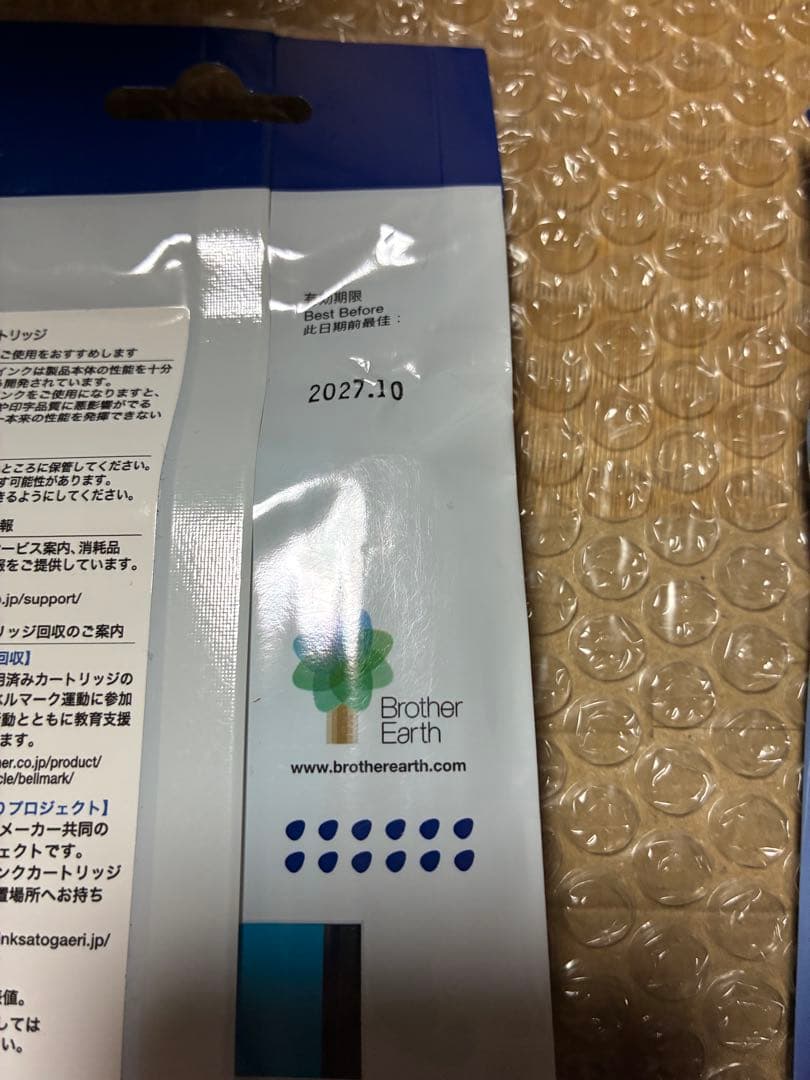 トリッジ
ご使用をおすすめします
インクは製品本体の性能を十分
開発されています。
ンクをご使用になりますと、
や印字品質に悪影響がでる
本来の性能を発揮できない
ところに保管してください。
す可能性があります。
きるようにしてください。
報
ービス案内、消耗品
をご提供しています。
.jp/support/
リッジ回収のご案内
回収】
用済みカートリッジの
ベルマーク運動に参加
動とともに教育支援
ます。
her.co.jp/product/
cle/bellmark/
りプロジェクト】
メーカー共同の
ェクトです。
ンクカートリッジ
置場所へお持ち
inksatogaeri.jp/
値。
しては
い。
有効期限
Best Before
此日期前最佳：
2027.10
Brother
Earth
www.brotherearth.com